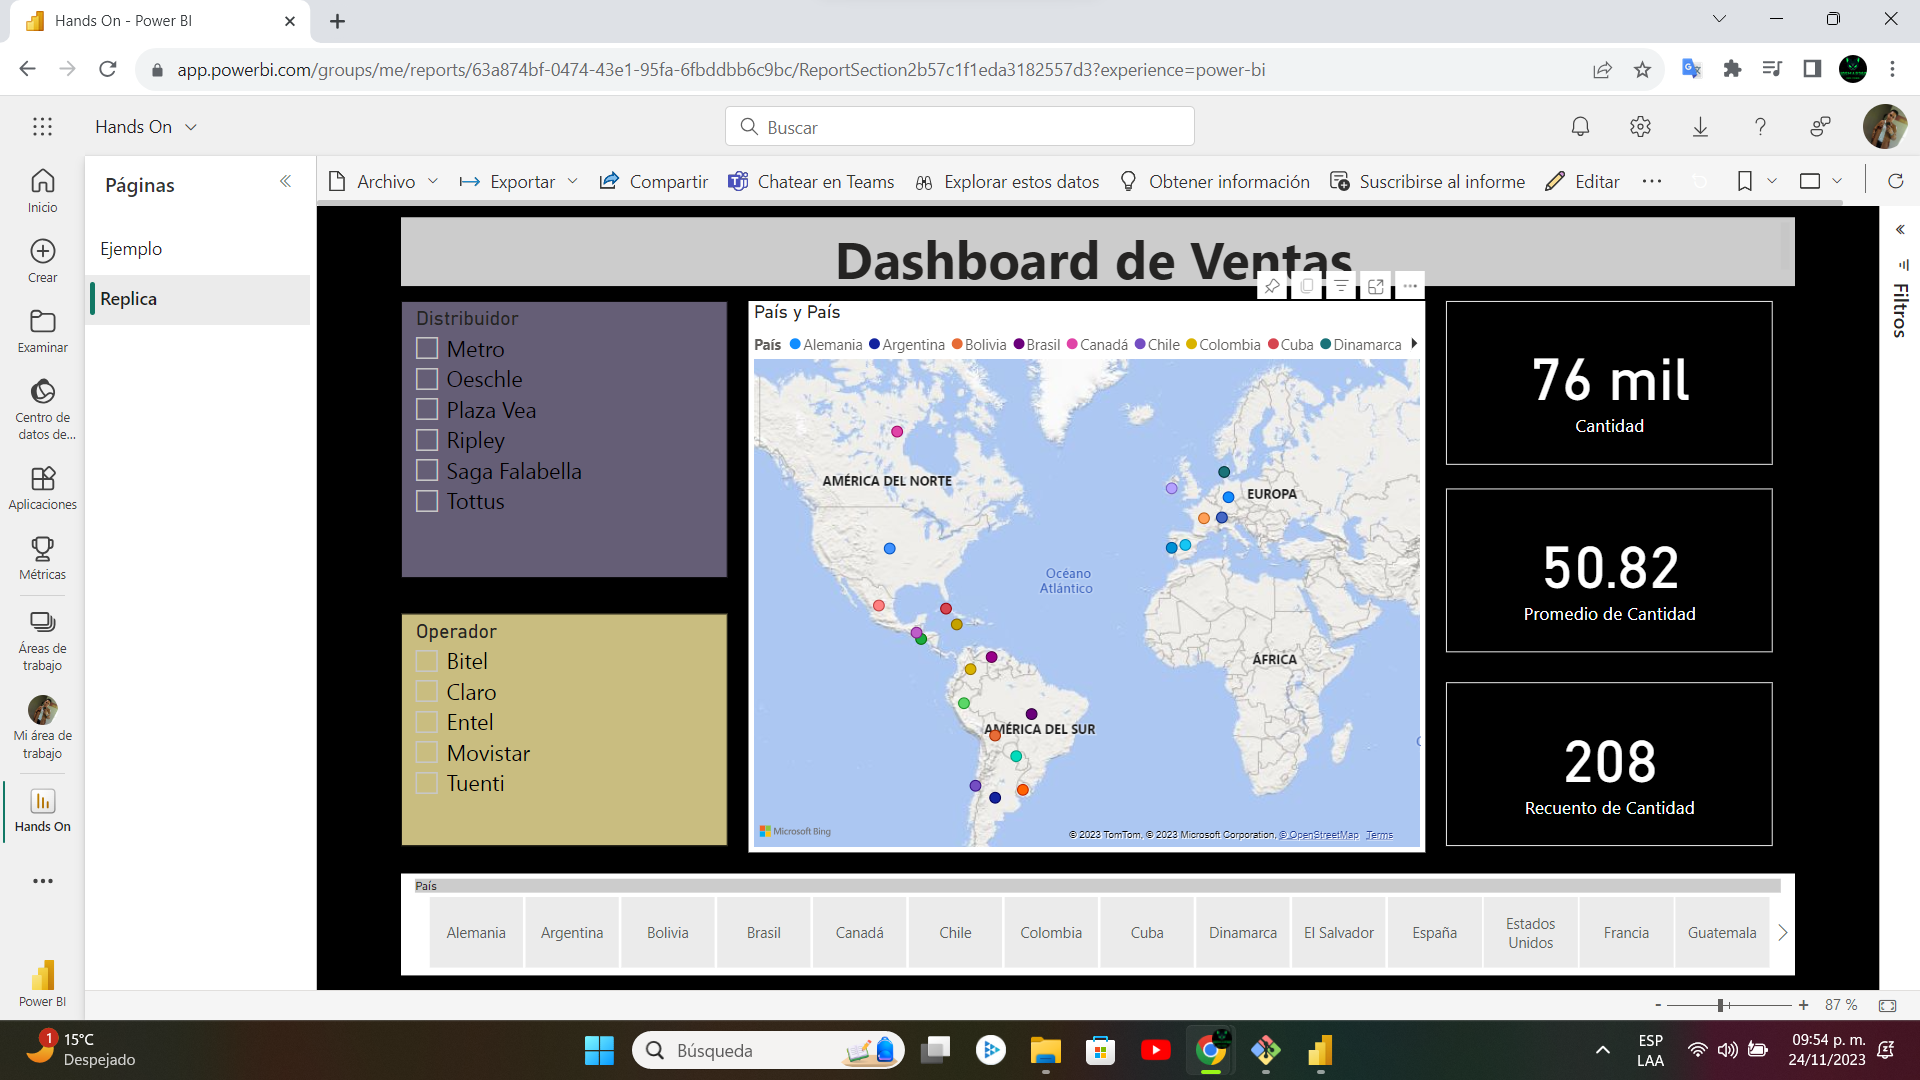 Hands On - Power BI
app.powerbi.com/groups/me/reports/63a874bf-0474-43e1-95fa-6fbddbb6c9bc/ReportSection2b57c1f1eda3182557d3?experience=power-bi
Hands On
Buscar
Inicio
Crear
Examinar
Centro de
datos de...
Aplicaciones
Métricas
Áreas de
trabajo
Mi área de
trabajo
Hands On
Power BI
Páginas
Ejemplo
Replica
Archivo
Exportar
Compartir
Chatear en Teams
Explorar estos datos
Obtener información
Suscribirse al informe
Editar
Filtros
Dashboard de Ventas
Distribuidor
Metro
Oeschle
Plaza Vea
Ripley
Saga Falabella
Tottus
Operador
Bitel
Claro
Entel
Movistar
Tuenti
País y País
País Alemania Argentina Bolivia Brasil Canadá Chile Colombia Cuba Dinamarca
AMÉRICA DEL NORTE
EUROPA
Océano
Atlántico
ÁFRICA
AMÉRICA DEL SUR
Microsoft Bing
© 2023 TomTom, © 2023 Microsoft Corporation, © OpenStreetMap Terms
76 mil
Cantidad
50.82
Promedio de Cantidad
208
Recuento de Cantidad
País
Alemania
Argentina
Bolivia
Brasil
Canadá
Chile
Colombia
Cuba
Dinamarca
El Salvador
España
Estados
Unidos
Francia
Guatemala
- + 87 %
1
15°C
Despejado
Búsqueda
ESP
LAA
09:54 p. m.
24/11/2023